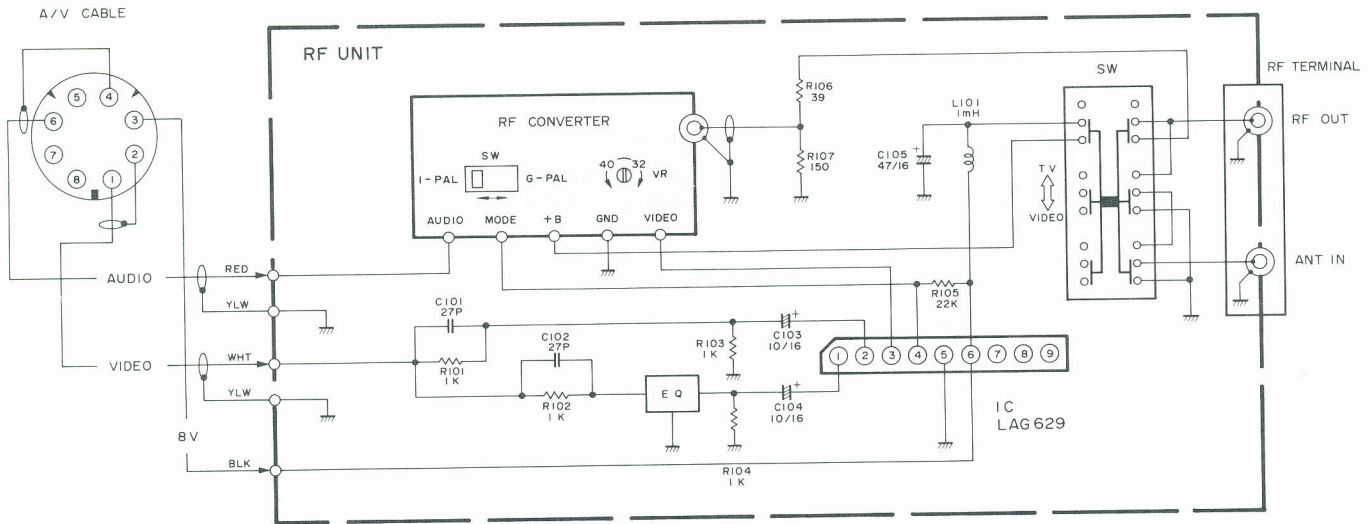 A/V CABLE
RF UNIT
5
4
6
3
7
2
8
1
RF CONVERTER
SW
I-PAL
G-PAL
40
32
VR
AUDIO
MODE
+B
GND
VIDEO
R106
39
R107
150
L101
1mH
C105
47/16
+
SW
TV
VIDEO
RF TERMINAL
RF OUT
ANT IN
AUDIO
RED
YLW
VIDEO
WHT
YLW
8V
BLK
C101
27P
R101
1K
C102
27P
R102
1K
EQ
R103
1K
C103
10/16
+
C104
10/16
+
R104
1K
R105
22K
1
2
3
4
5
6
7
8
9
IC
LAG629